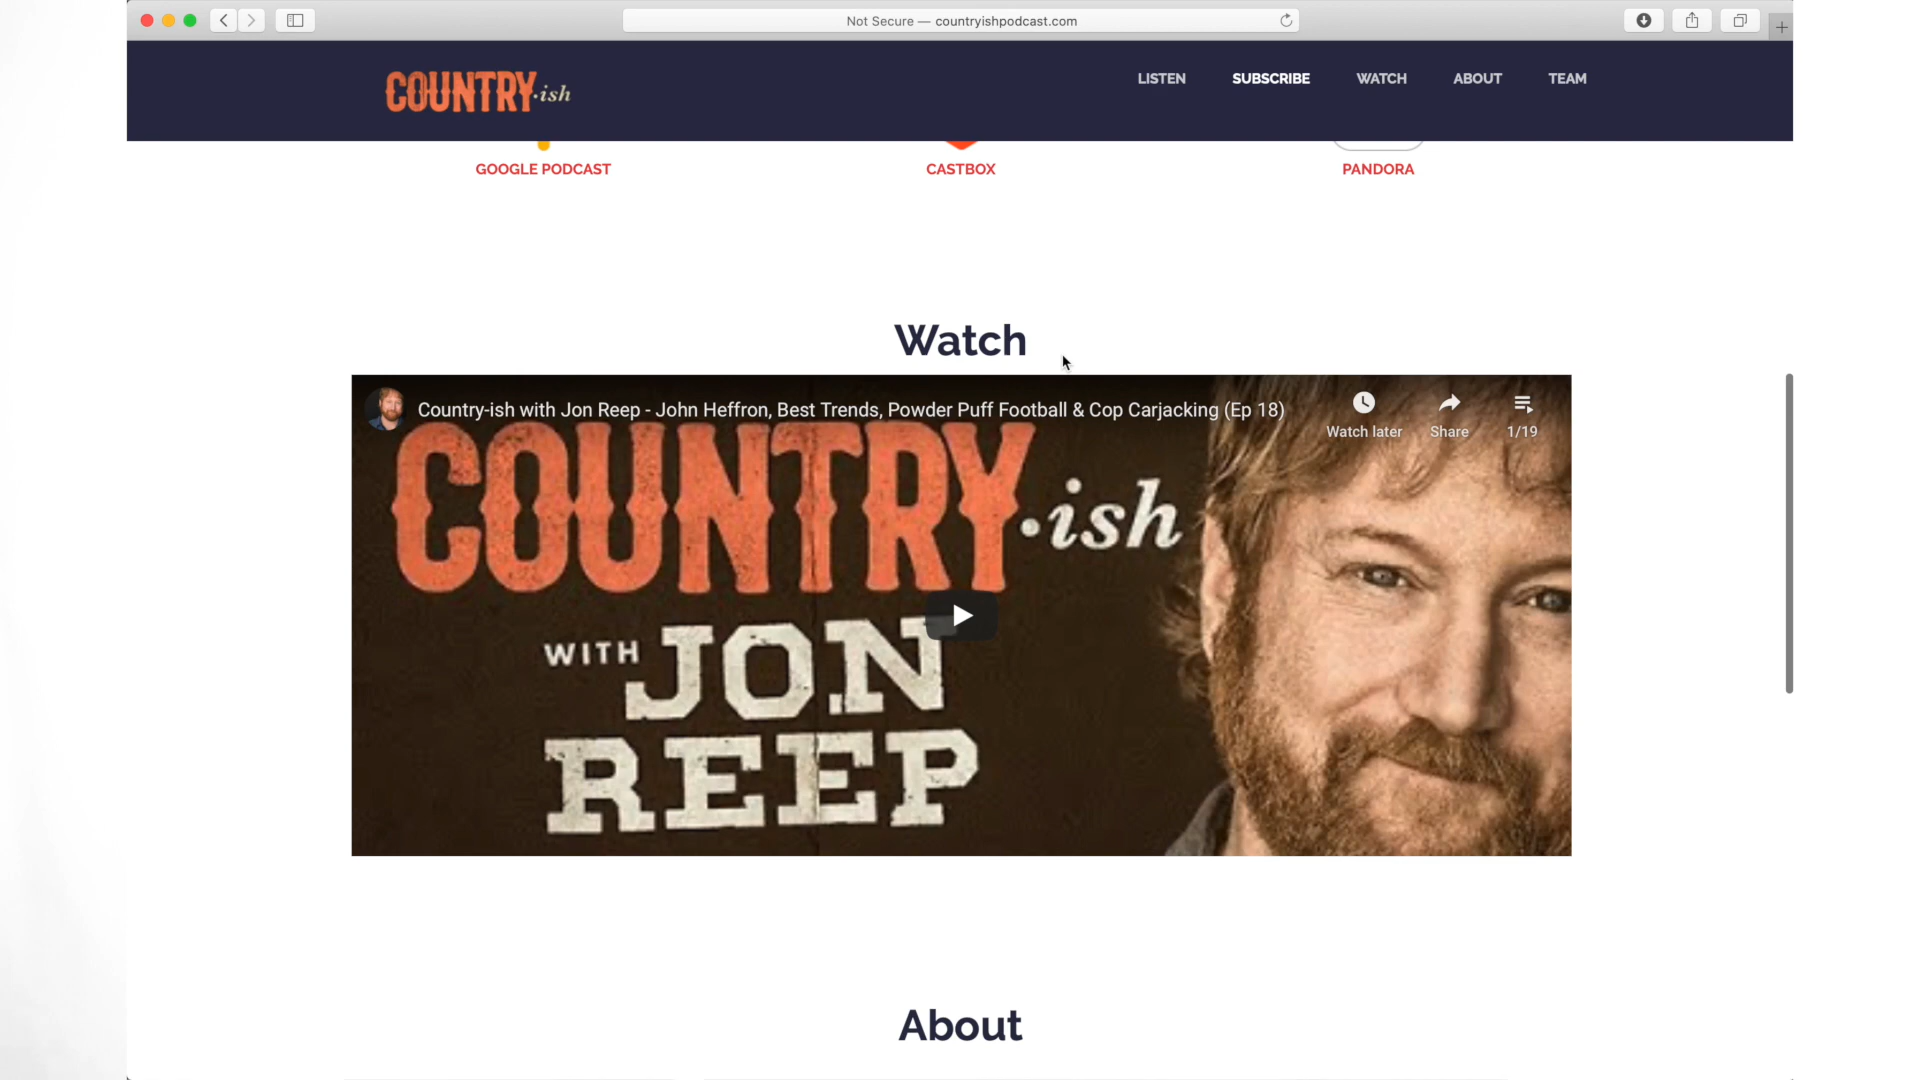 Not Secure — countryishpodcast.com
COUNTRY·ish
LISTEN SUBSCRIBE WATCH ABOUT TEAM
GOOGLE PODCAST CASTBOX PANDORA
Watch
Country-ish with Jon Reep - John Heffron, Best Trends, Powder Puff Football & Cop Carjacking (Ep 18)
Watch later Share 1/19
COUNTRY·ish
WITH JON
REEP
About